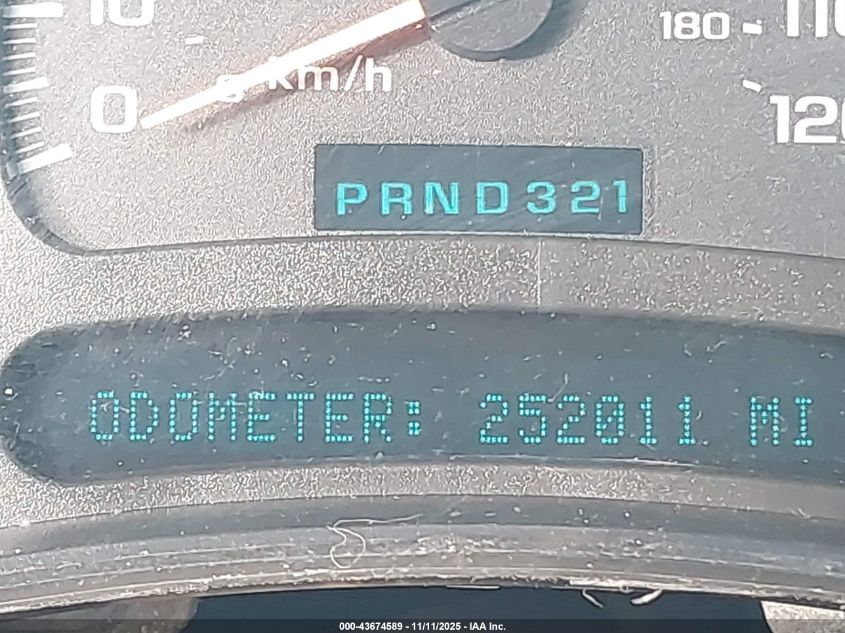 10
0
km/h
180
120
PRND321
ODOMETER: 252011 MI
000-43674589 - 11/11/2025 - IAA Inc.